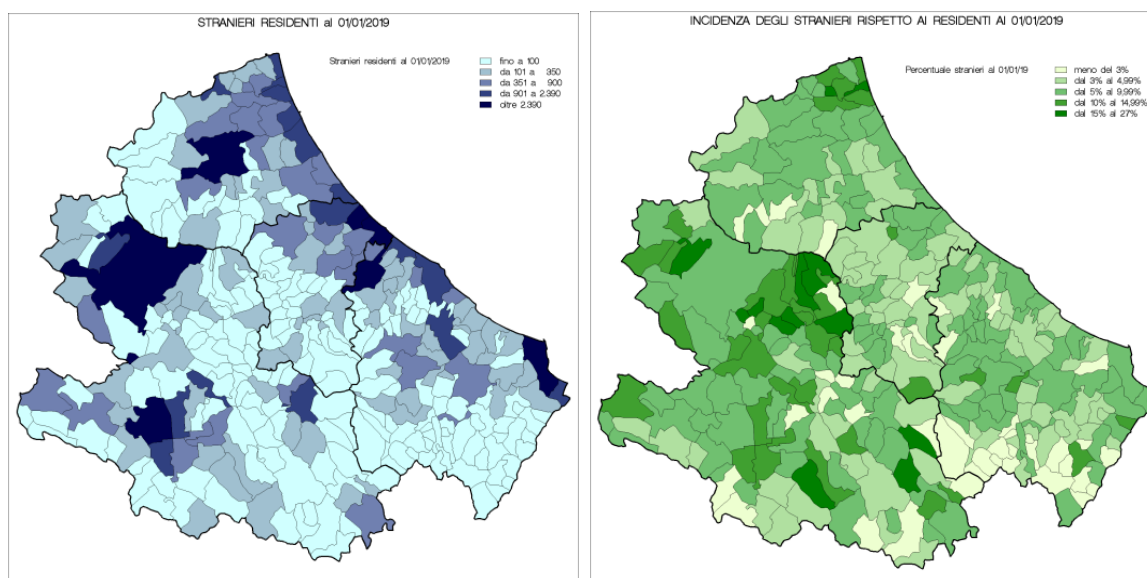 STRANIERI RESIDENTI al 01/01/2019
Stranieri residenti al 01/01/2019
fino a 100
da 101 a 350
da 351 a 900
da 901 a 2.390
oltre 2.390
INCIDENZA DEGLI STRANIERI RISPETTO AI RESIDENTI AI 01/01/2019
Percentuale stranieri al 01/01/19
meno del 3%
dal 3% al 4,99%
dal 5% al 9,99%
dal 10% al 14,99%
dal 15% al 27%